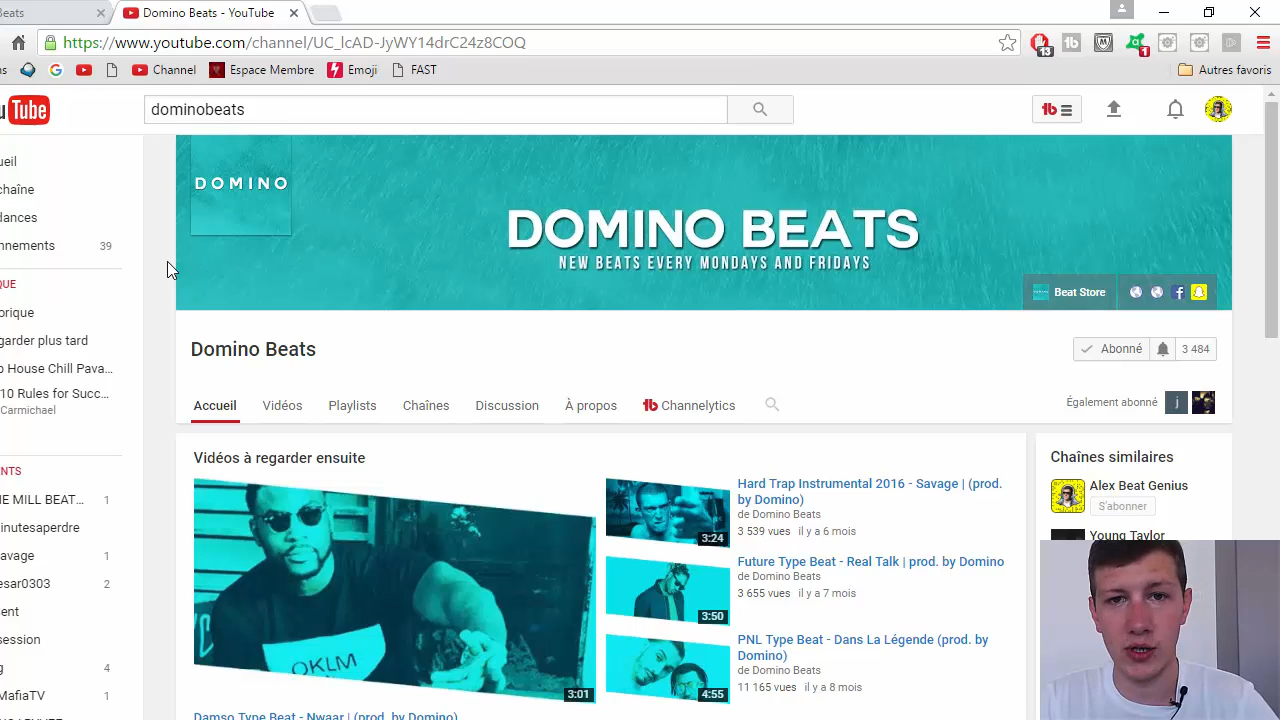 Beats
Domino Beats - YouTube
https://www.youtube.com/channel/UC_lcAD-JyWY14drC24z8COQ
13
1
Channel
Espace Membre
Emoji
FAST
Autres favoris
Tube
dominobeats
DOMINO
DOMINO BEATS
NEW BEATS EVERY MONDAYS AND FRIDAYS
Beat Store
Domino Beats
Abonné
3 484
Accueil
Vidéos
Playlists
Chaînes
Discussion
À propos
Channelytics
Également abonné
j
ueil
chaîne
dances
nnements 39
QUE
orique
garder plus tard
p House Chill Pava...
10 Rules for Succ...
Carmichael
NTS
IE MILL BEAT... 1
inutesaperdre
avage 1
esar0303 2
ent
session
g 4
MafiaTV 1
Vidéos à regarder ensuite
OKLM
3:01
Damso Type Beat - Nwaar | (prod. by Domino)
3:24
Hard Trap Instrumental 2016 - Savage | (prod.
by Domino)
de Domino Beats
3 539 vues il y a 6 mois
3:50
Future Type Beat - Real Talk | prod. by Domino
de Domino Beats
3 655 vues il y a 7 mois
4:55
PNL Type Beat - Dans La Légende (prod. by
Domino)
de Domino Beats
11 165 vues il y a 8 mois
Chaînes similaires
Alex Beat Genius
S'abonner
Young Taylor